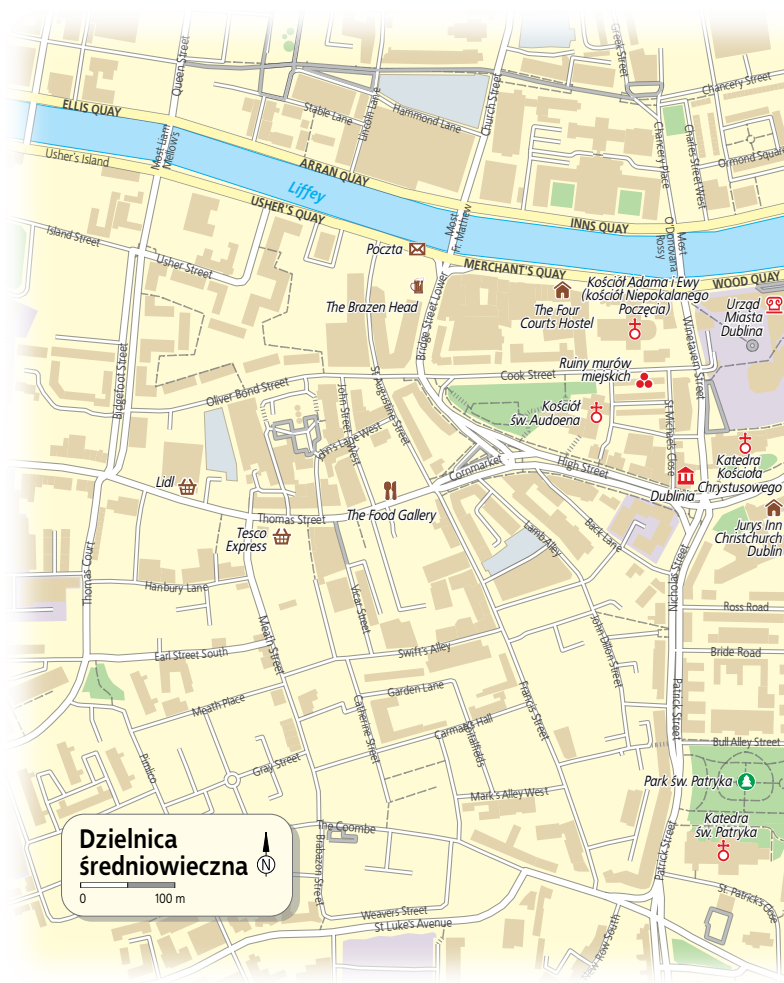 Queen Street
Greek Street
Chancery Street
ELLIS QUAY
Stable Lane
Lincoln Lane
Hammond Lane
Church Street
Chancery Place
Charles Street West
Ormond Square
Usher's Island
Most Liam
Mellows
ARRAN QUAY
Liffey
USHER'S QUAY
Most
Fr. Mathew
INNS QUAY
Most
O'Donovana
Rossy
Island Street
Usher Street
Poczta
MERCHANT'S QUAY
WOOD QUAY
The Brazen Head
Bridge Street Lower
The Four
Courts Hostel
Kościół Adama i Ewy
(kościół Niepokalanego
Poczęcia)
Urząd
Miasta
Dublina
Winetavern Street
Bidgefoot Street
Oliver Bond Street
John Street
West
St Augustine Street
Cook Street
Ruiny murów
miejskich
Kościół
św. Audoena
St Michaels Close
John's Lane West
Cornmarket
High Street
Katedra
Kościoła
Chrystusowego
Dublinia
Lidl
Thomas Street
The Food Gallery
Tesco
Express
Lamb Alley
Back Lane
Jurys Inn
Christchurch
Dublin
Thomas Court
Hanbury Lane
Vicar Street
Nicholas Street
Ross Road
Meath Street
John Dillon Street
Earl Street South
Swift's Alley
Bride Road
Meath Place
Garden Lane
Francis Street
Patrick Street
Catherine Street
Carman's Hall
Bull Alley Street
Pimlico
Gray Street
Mark's Alley West
Park św. Patryka
Katedra
św. Patryka
The Coombe
Brabazon Street
Patrick Street
Weavers Street
St Luke's Avenue
New Row South
St Patrick's Close
Dzielnica
średniowieczna
N
0 100 m